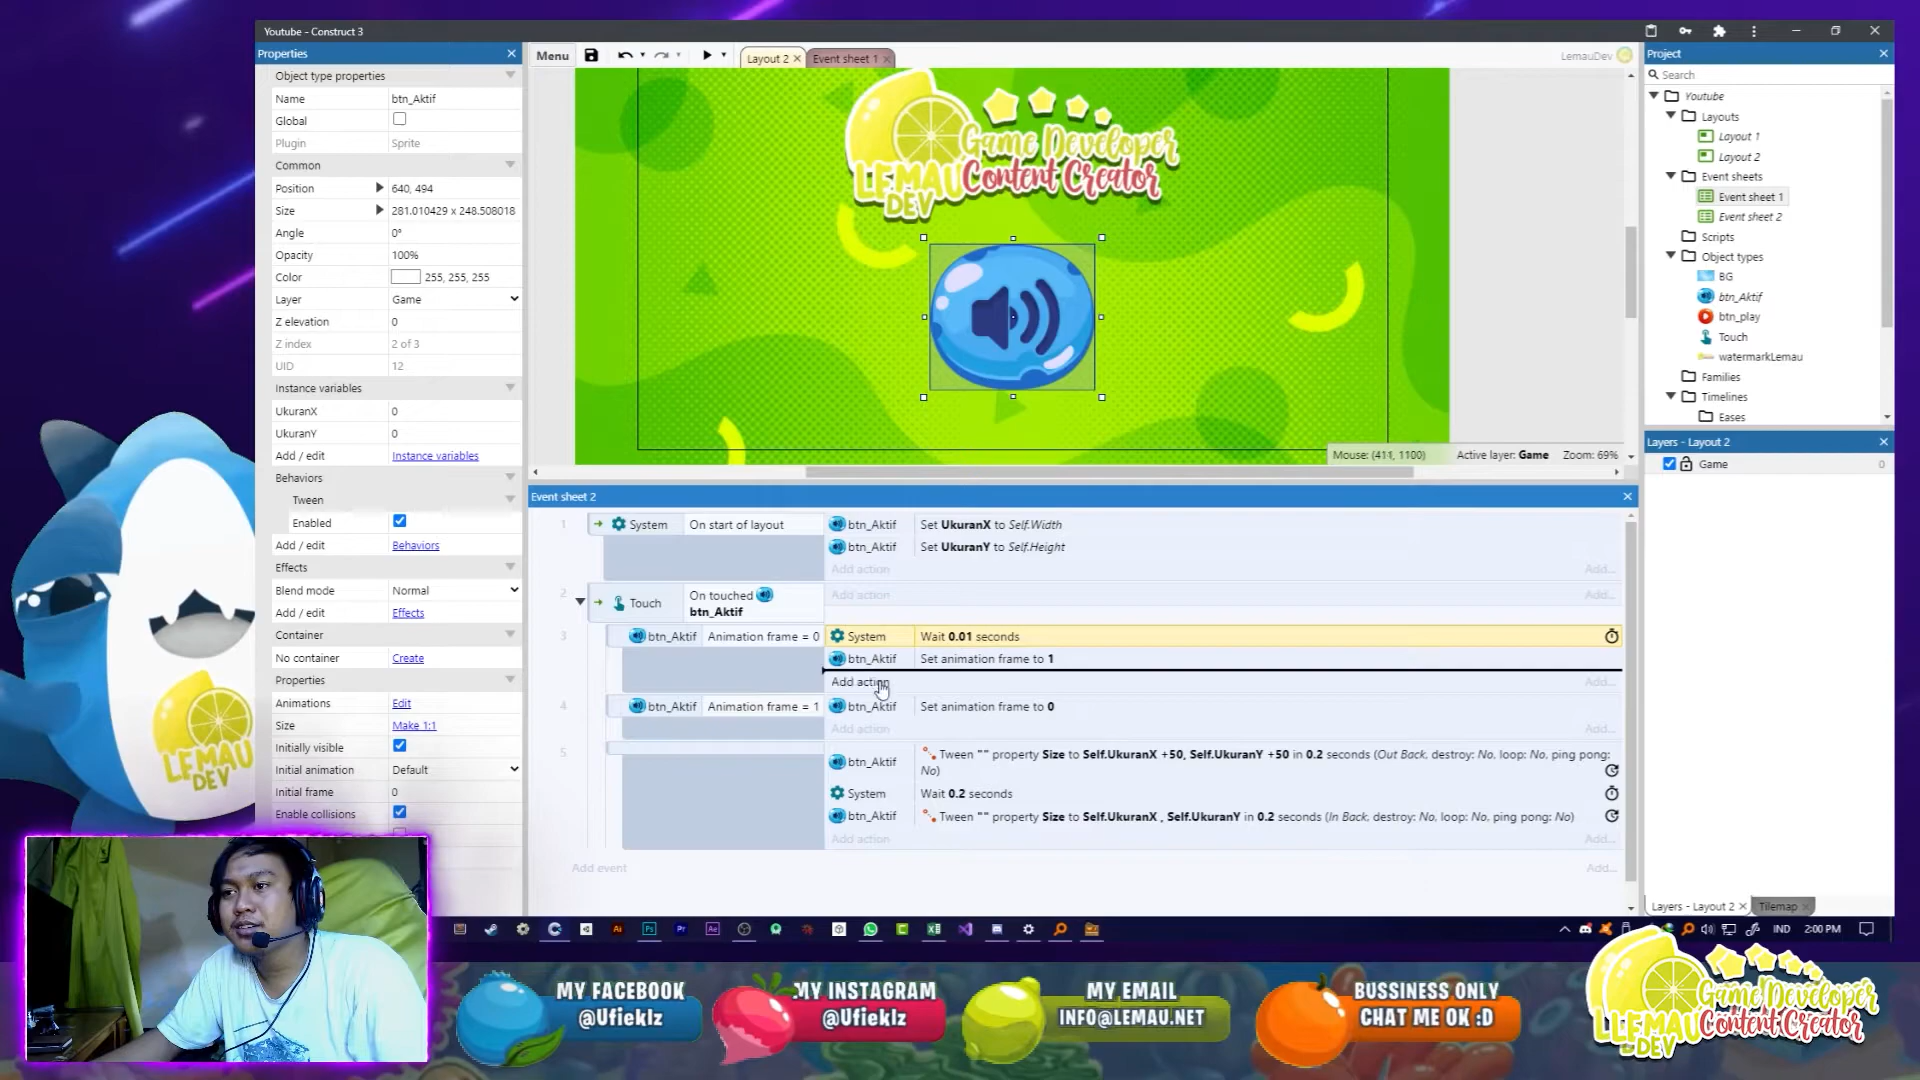 Youtube - Construct 3
Properties
Object type properties
Name btn_Aktif
Global
Plugin Sprite
Common
Position 640, 494
Size 281.010429 x 248.508018
Angle 0°
Opacity 100%
Color 255, 255, 255
Layer Game
Z elevation 0
Z index 2 of 3
UID 12
Instance variables
UkuranX 0
UkuranY 0
Add / edit Instance variables
Behaviors
Tween
Enabled
Add / edit Behaviors
Effects
Blend mode Normal
Add / edit Effects
Container
No container Create
Properties
Animations Edit
Size Make 1:1
Initially visible
Initial animation Default
Initial frame 0
Enable collisions
Menu
Layout 2
Event sheet 1
LemauDev
LEMAU
DEV
Game Developer
Content Creator
Mouse: (411, 1100) Active layer: Game Zoom: 69%
Event sheet 2
1 System On start of layout btn_Aktif Set UkuranX to Self.Width
btn_Aktif Set UkuranY to Self.Height
Add action Add...
2 Touch On touched btn_Aktif Add action Add...
3 btn_Aktif Animation frame = 0 System Wait 0.01 seconds
btn_Aktif Set animation frame to 1
Add action Add...
4 btn_Aktif Animation frame = 1 btn_Aktif Set animation frame to 0
Add action Add...
5 btn_Aktif Tween "" property Size to Self.UkuranX +50, Self.UkuranY +50 in 0.2 seconds (Out Back, destroy: No, loop: No, ping pong:
No)
System Wait 0.2 seconds
btn_Aktif Tween "" property Size to Self.UkuranX , Self.UkuranY in 0.2 seconds (In Back, destroy: No, loop: No, ping pong: No)
Add action Add...
Add event Add...
Project
Search
Youtube
Layouts
Layout 1
Layout 2
Event sheets
Event sheet 1
Event sheet 2
Scripts
Object types
BG
btn_Aktif
btn_play
Touch
watermarkLemau
Families
Timelines
Eases
Layers - Layout 2
Game 0
Layers - Layout 2
Tilemap
IND 2:00 PM
LEMAU
DEV
MY FACEBOOK
@Ufieklz
MY INSTAGRAM
@Ufieklz
MY EMAIL
INFO@LEMAU.NET
BUSSINESS ONLY
CHAT ME OK :D
LEMAU
DEV
Game Developer
Content Creator